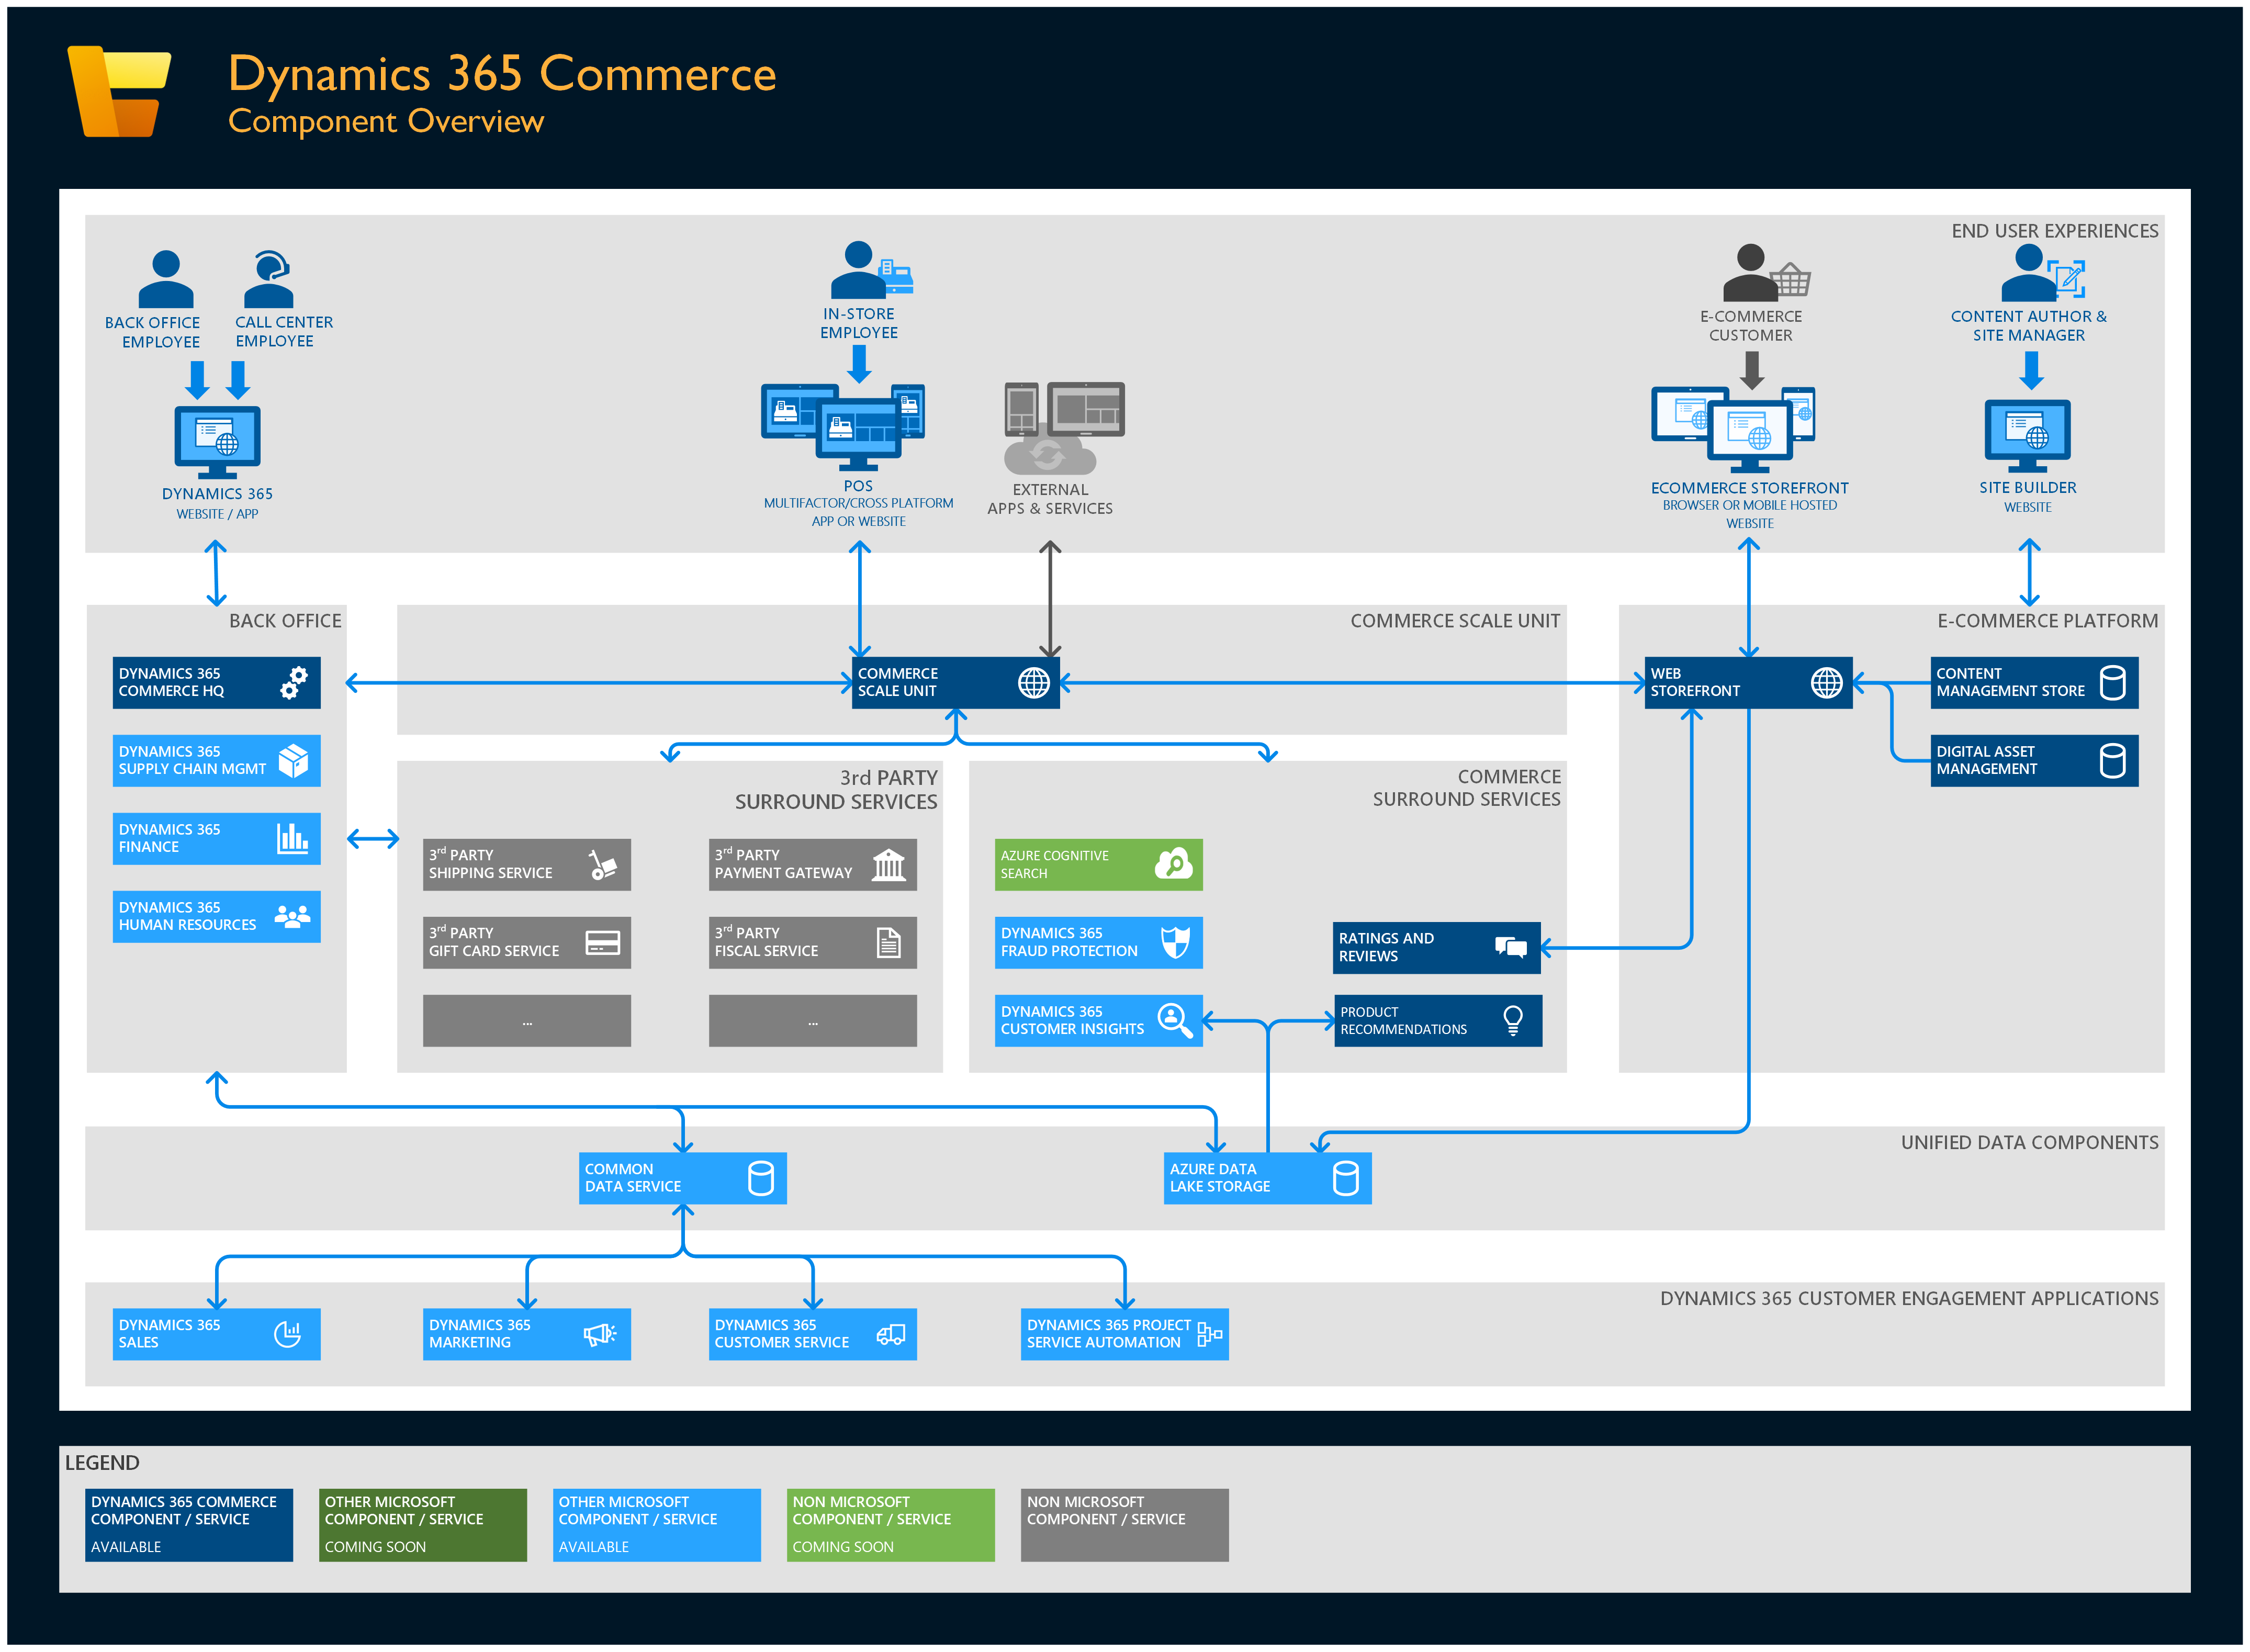 Dynamics 365 Commerce
Component Overview
END USER EXPERIENCES
BACK OFFICE
EMPLOYEE
CALL CENTER
EMPLOYEE
IN-STORE
EMPLOYEE
E-COMMERCE
CUSTOMER
CONTENT AUTHOR &
SITE MANAGER
DYNAMICS 365
WEBSITE / APP
POS
MULTIFACTOR/CROSS PLATFORM
APP OR WEBSITE
EXTERNAL
APPS & SERVICES
ECOMMERCE STOREFRONT
BROWSER OR MOBILE HOSTED
WEBSITE
SITE BUILDER
WEBSITE
BACK OFFICE
DYNAMICS 365
COMMERCE HQ
DYNAMICS 365
SUPPLY CHAIN MGMT
DYNAMICS 365
FINANCE
DYNAMICS 365
HUMAN RESOURCES
COMMERCE SCALE UNIT
COMMERCE
SCALE UNIT
E-COMMERCE PLATFORM
WEB
STOREFRONT
CONTENT
MANAGEMENT STORE
DIGITAL ASSET
MANAGEMENT
3rd PARTY
SURROUND SERVICES
3rd PARTY
SHIPPING SERVICE
3rd PARTY
PAYMENT GATEWAY
3rd PARTY
GIFT CARD SERVICE
3rd PARTY
FISCAL SERVICE
...
...
COMMERCE
SURROUND SERVICES
AZURE COGNITIVE
SEARCH
DYNAMICS 365
FRAUD PROTECTION
RATINGS AND
REVIEWS
DYNAMICS 365
CUSTOMER INSIGHTS
PRODUCT
RECOMMENDATIONS
UNIFIED DATA COMPONENTS
COMMON
DATA SERVICE
AZURE DATA
LAKE STORAGE
DYNAMICS 365 CUSTOMER ENGAGEMENT APPLICATIONS
DYNAMICS 365
SALES
DYNAMICS 365
MARKETING
DYNAMICS 365
CUSTOMER SERVICE
DYNAMICS 365 PROJECT
SERVICE AUTOMATION
LEGEND
DYNAMICS 365 COMMERCE
COMPONENT / SERVICE
AVAILABLE
OTHER MICROSOFT
COMPONENT / SERVICE
COMING SOON
OTHER MICROSOFT
COMPONENT / SERVICE
AVAILABLE
NON MICROSOFT
COMPONENT / SERVICE
COMING SOON
NON MICROSOFT
COMPONENT / SERVICE